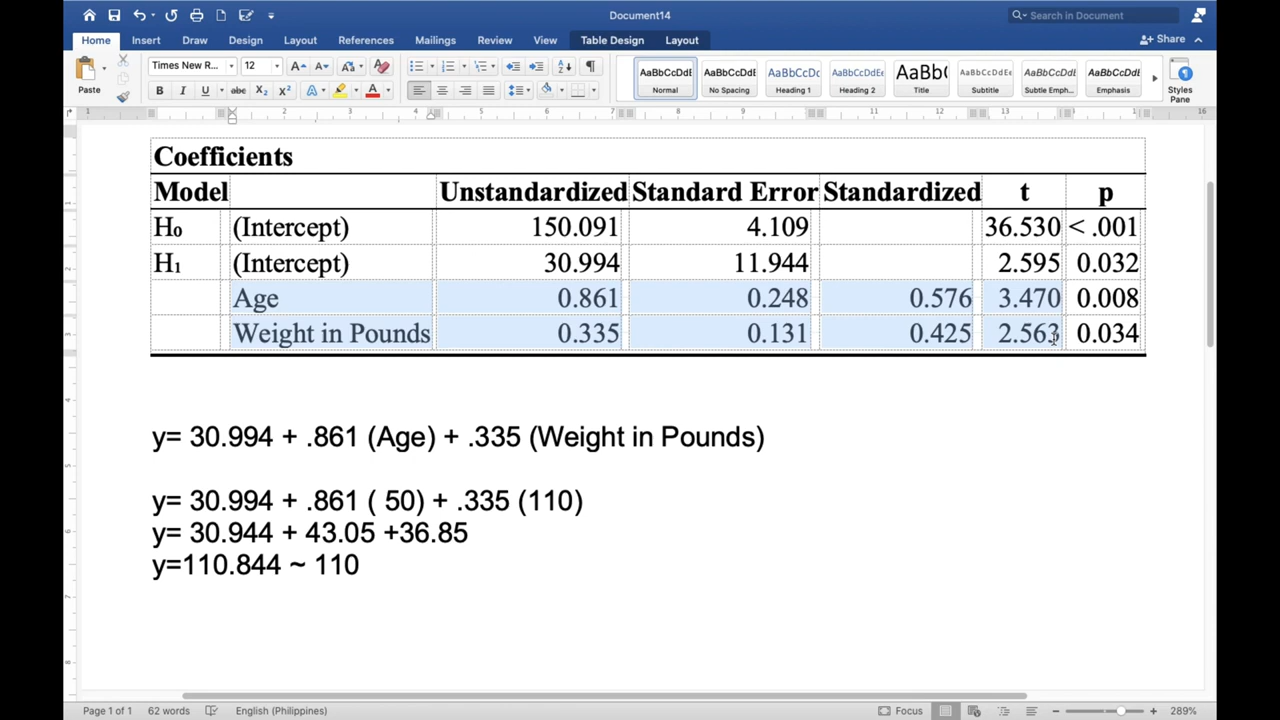 Document14
Search in Document
Home Insert Draw Design Layout References Mailings Review View Table Design Layout
Share
Paste
Times New R... 12
AaBbCcDdE AaBbCcDdE AaBbCcDc AaBbCcDdE AaBb( AaBbCcDdEe AaBbCcDdEe AaBbCcDdEe
Normal No Spacing Heading 1 Heading 2 Title Subtitle Subtle Emph... Emphasis
Styles
Pane
Coefficients
Model Unstandardized Standard Error Standardized t p
H₀ (Intercept) 150.091 4.109 36.530 < .001
H₁ (Intercept) 30.994 11.944 2.595 0.032
Age 0.861 0.248 0.576 3.470 0.008
Weight in Pounds 0.335 0.131 0.425 2.563 0.034
y= 30.994 + .861 (Age) + .335 (Weight in Pounds)
y= 30.994 + .861 ( 50) + .335 (110)
y= 30.944 + 43.05 +36.85
y=110.844 ~ 110
Page 1 of 1 62 words English (Philippines) Focus 289%